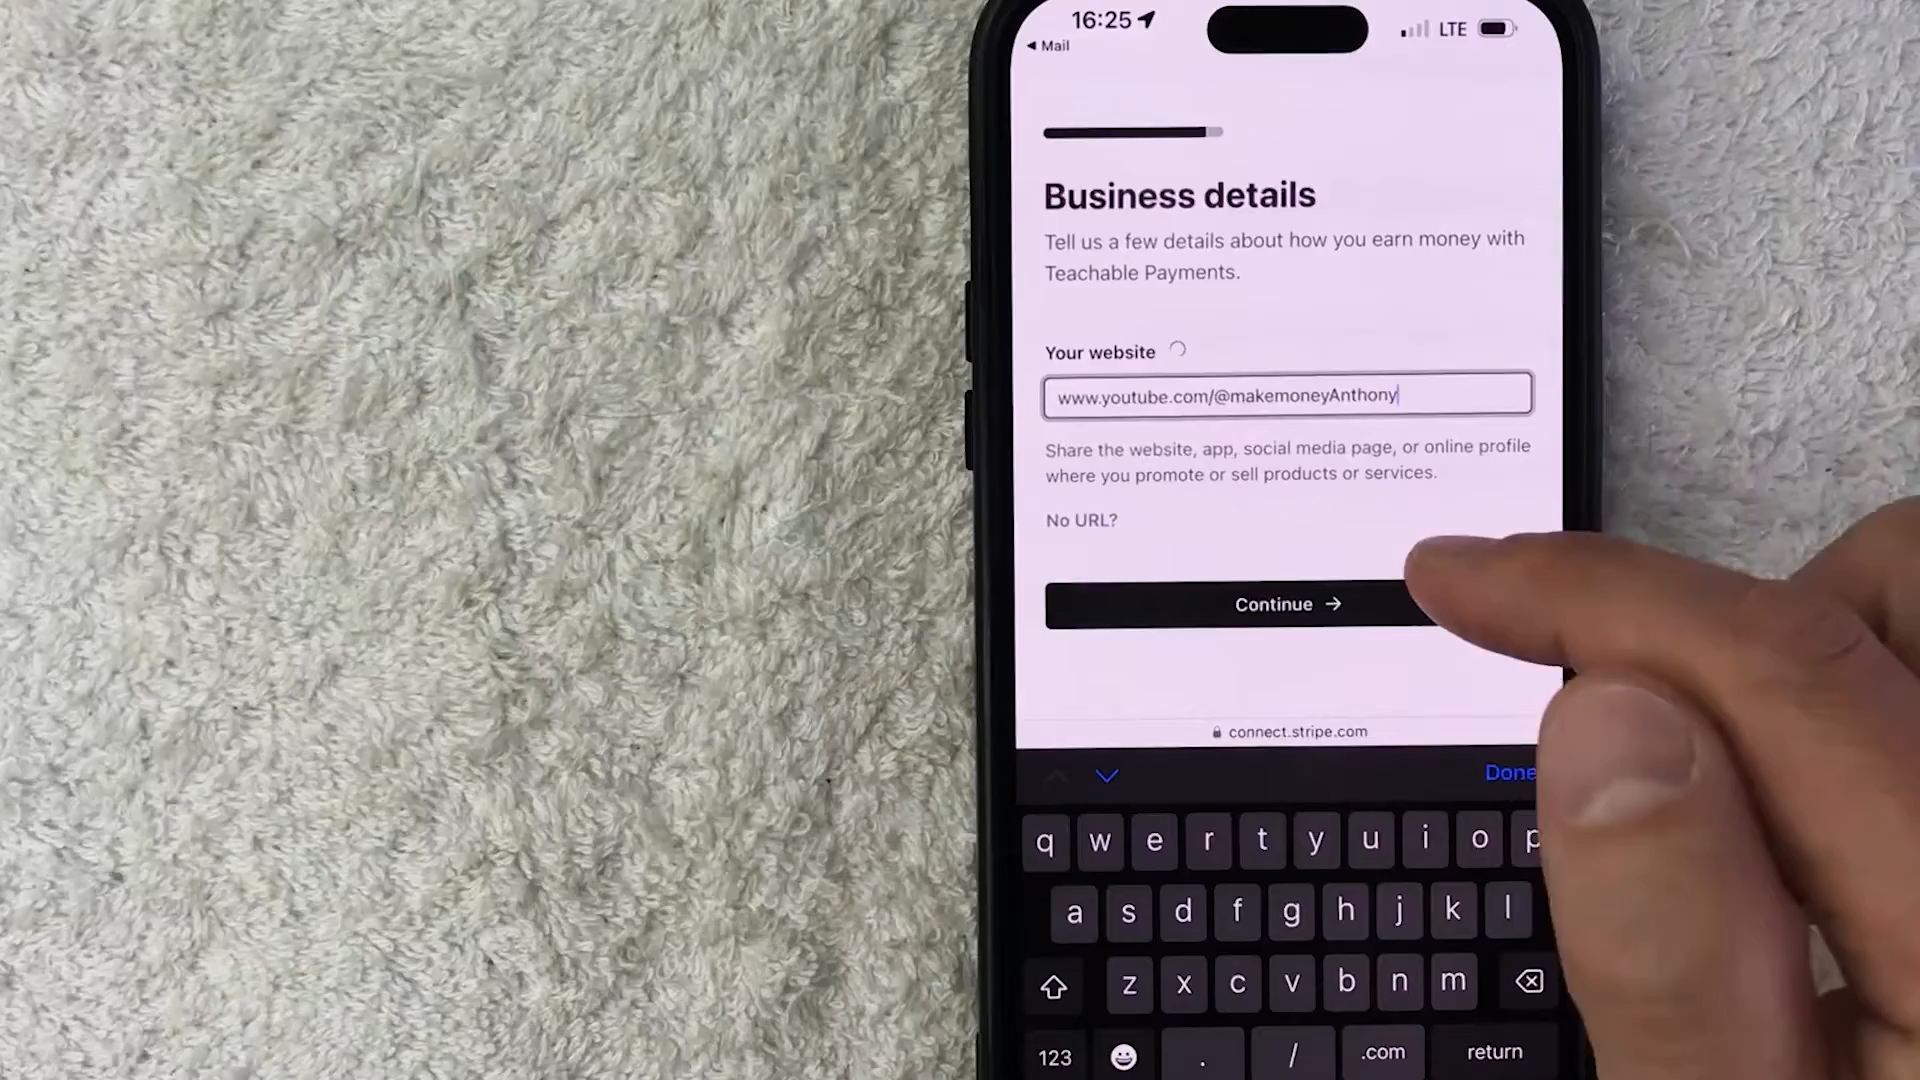 16:25
LTE
Mail
Business details
Tell us a few details about how you earn money with
Teachable Payments.
Your website
www.youtube.com/@makemoneyAnthony
Share the website, app, social media page, or online profile
where you promote or sell products or services.
No URL?
Continue →
connect.stripe.com
Done
q w e r t y u i o p
a s d f g h j k l
z x c v b n m
123 . / .com return